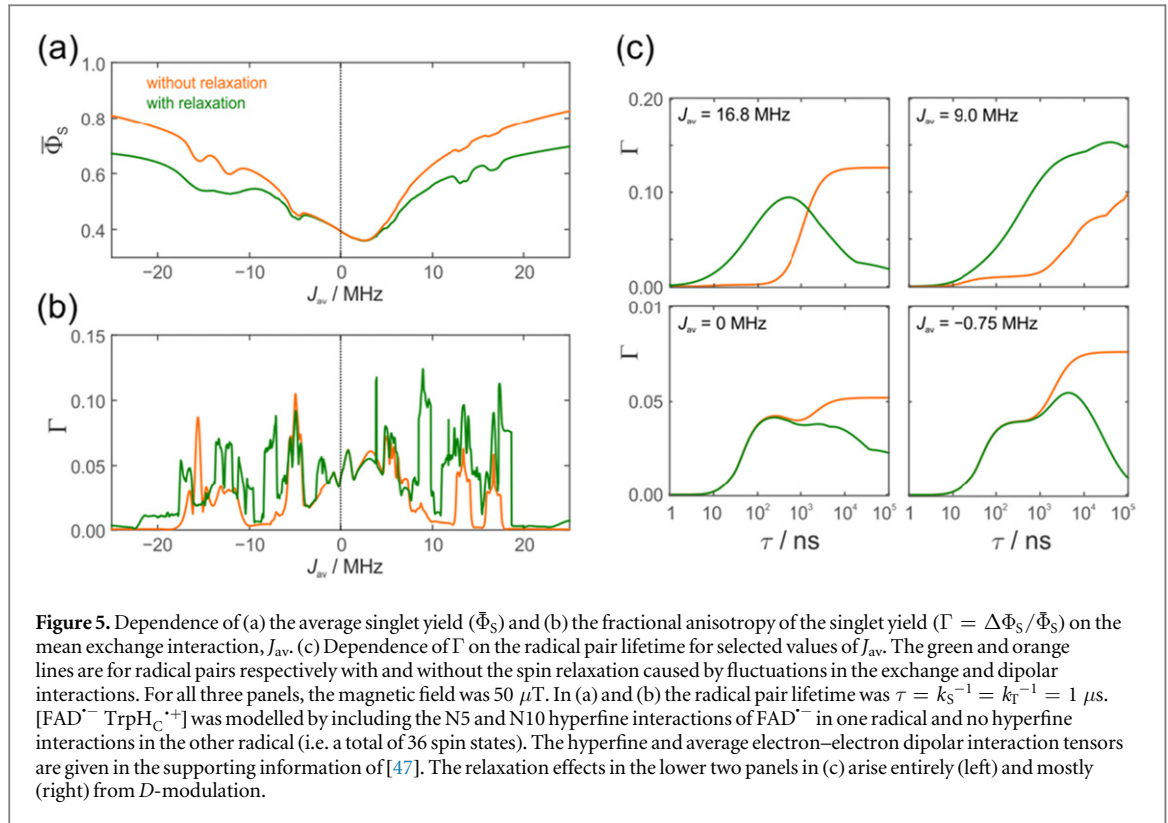 (a)
1.0
0.8
0.6
0.4
Φ̄S
without relaxation
with relaxation
−20 −10 0 10 20
Jav / MHz
(b)
0.15
0.10
0.05
0.00
Γ
−20 −10 0 10 20
Jav / MHz
(c)
0.20
0.10
0.00
Γ
Jav = 16.8 MHz
Jav = 9.0 MHz
0.01
0.05
0.00
Γ
Jav = 0 MHz
Jav = −0.75 MHz
1 10 10² 10³ 10⁴ 10⁵
1 10 10² 10³ 10⁴ 10⁵
τ / ns
τ / ns
Figure 5. Dependence of (a) the average singlet yield (Φ̄S) and (b) the fractional anisotropy of the singlet yield (Γ = ΔΦS/Φ̄S) on the
mean exchange interaction, Jav. (c) Dependence of Γ on the radical pair lifetime for selected values of Jav. The green and orange
lines are for radical pairs respectively with and without the spin relaxation caused by fluctuations in the exchange and dipolar
interactions. For all three panels, the magnetic field was 50 μT. In (a) and (b) the radical pair lifetime was τ = kS⁻¹ = kT⁻¹ = 1 μs.
[FAD•− TrpHC•+] was modelled by including the N5 and N10 hyperfine interactions of FAD•− in one radical and no hyperfine
interactions in the other radical (i.e. a total of 36 spin states). The hyperfine and average electron–electron dipolar interaction tensors
are given in the supporting information of [47]. The relaxation effects in the lower two panels in (c) arise entirely (left) and mostly
(right) from D-modulation.